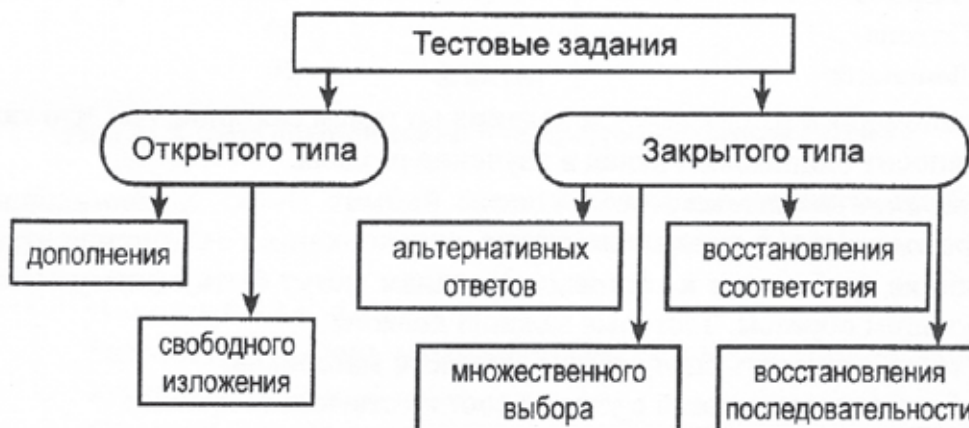 Тестовые задания
Открытого типа
Закрытого типа
дополнения
альтернативных
ответов
восстановления
соответствия
свободного
изложения
множественного
выбора
восстановления
последовательности